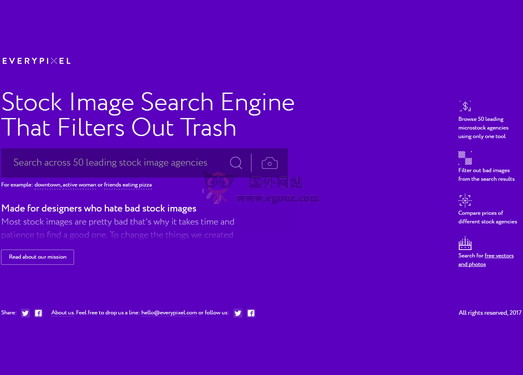 EVERYPIXEL
Stock Image Search Engine
That Filters Out Trash
Search across 50 leading stock image agencies
For example: downtown, active woman or friends eating pizza
Made for designers who hate bad stock images
Most stock images are pretty bad that's why it takes time and
patience to find a good one. To change the things we created
Read about our mission
Browse 50 leading
microstock agencies
using only one tool
Filter out bad images
from the search results
Compare prices of
different stock agencies
Search for free vectors
and photos
Share:
About us. Feel free to drop us a line: hello@everypixel.com or follow us:
All rights reserved, 2017